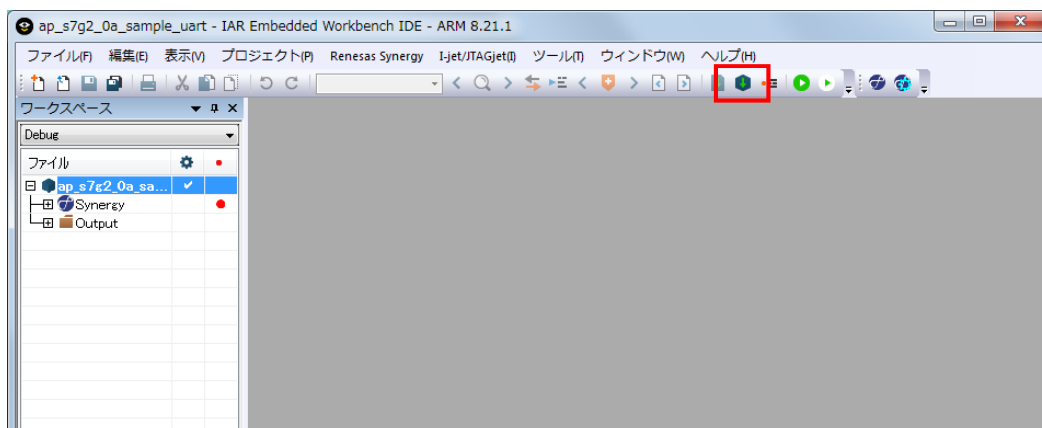 ap_s7g2_0a_sample_uart - IAR Embedded Workbench IDE - ARM 8.21.1
ファイル(F) 編集(E) 表示(V) プロジェクト(P) Renesas Synergy I-jet/JTAGjet(I) ツール(T) ウィンドウ(W) ヘルプ(H)
ワークスペース
Debug
ファイル
ap_s7g2_0a_sa...
Synergy
Output